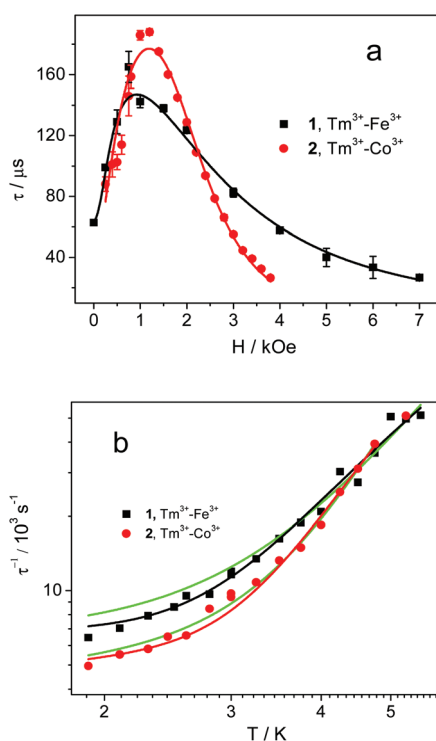 a
160
120
80
40
τ / μs
1, Tm³⁺-Fe³⁺
2, Tm³⁺-Co³⁺
0 1 2 3 4 5 6 7
H / kOe
b
1, Tm³⁺-Fe³⁺
2, Tm³⁺-Co³⁺
10
τ⁻¹ / 10³ s⁻¹
2 3 4 5
T / K